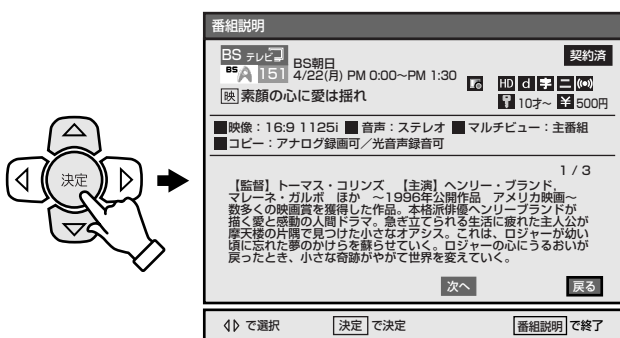 決定
番組説明
BS テレビ
BS朝日
契約済
BSA 151 4/22(月) PM 0:00~PM 1:30
HD d 字 二
映 素顔の心に愛は揺れ
10才~ ¥ 500円
■映像:16:9 1125i ■音声:ステレオ ■マルチビュー:主番組
■コピー:アナログ録画可/光音声録音可
1 / 3
【監督】トーマス・コリンズ 【主演】ヘンリー・ブランド,
マレーネ・ガルボ ほか ~1996年公開作品 アメリカ映画~
数多くの映画賞を獲得した作品。本格派俳優ヘンリーブランドが
描く愛と感動の人間ドラマ。急ぎ立てられる生活に疲れた主人公が
摩天楼の片隅で見つけた小さなオアシス。これは、ロジャーが幼い
頃に忘れた夢のかけらを蘇らせていく。ロジャーの心にうるおいが
戻ったとき、小さな奇跡がやがて世界を変えていく。
次へ 戻る
で選択 決定 で決定 番組説明 で終了